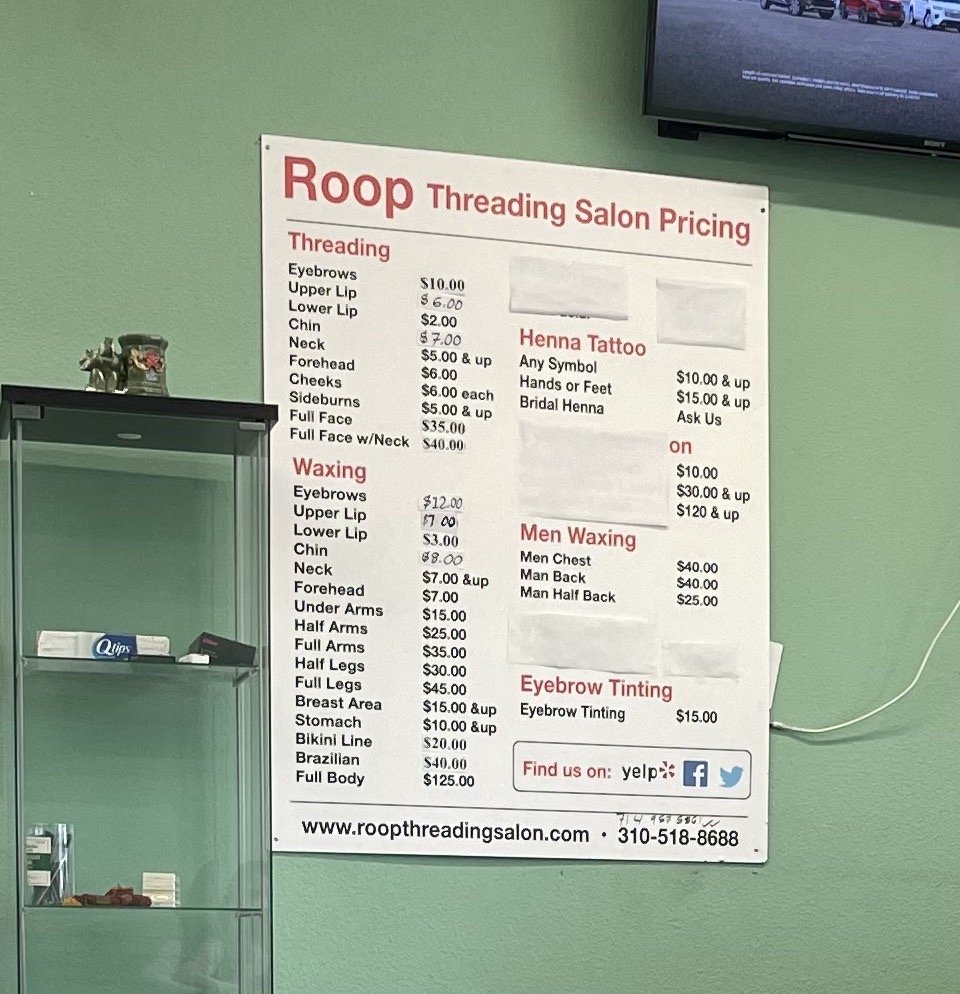 Roop Threading Salon Pricing
Threading
Eyebrows $10.00
Upper Lip $6.00
Lower Lip $2.00
Chin $7.00
Neck $5.00 & up
Forehead $6.00
Cheeks $6.00 each
Sideburns $5.00 & up
Full Face $35.00
Full Face w/Neck $40.00
Waxing
Eyebrows $12.00
Upper Lip $7 00
Lower Lip $3.00
Chin $8.00
Neck $7.00 &up
Forehead $7.00
Under Arms $15.00
Half Arms $25.00
Full Arms $35.00
Half Legs $30.00
Full Legs $45.00
Breast Area $15.00 &up
Stomach $10.00 &up
Bikini Line $20.00
Brazilian $40.00
Full Body $125.00
Henna Tattoo
Any Symbol $10.00 & up
Hands or Feet $15.00 & up
Bridal Henna Ask Us
on
$10.00
$30.00 & up
$120 & up
Men Waxing
Men Chest $40.00
Man Back $40.00
Man Half Back $25.00
Eyebrow Tinting
Eyebrow Tinting $15.00
Find us on: yelp f
www.roopthreadingsalon.com • 310-518-8688
Q-tips
SONY